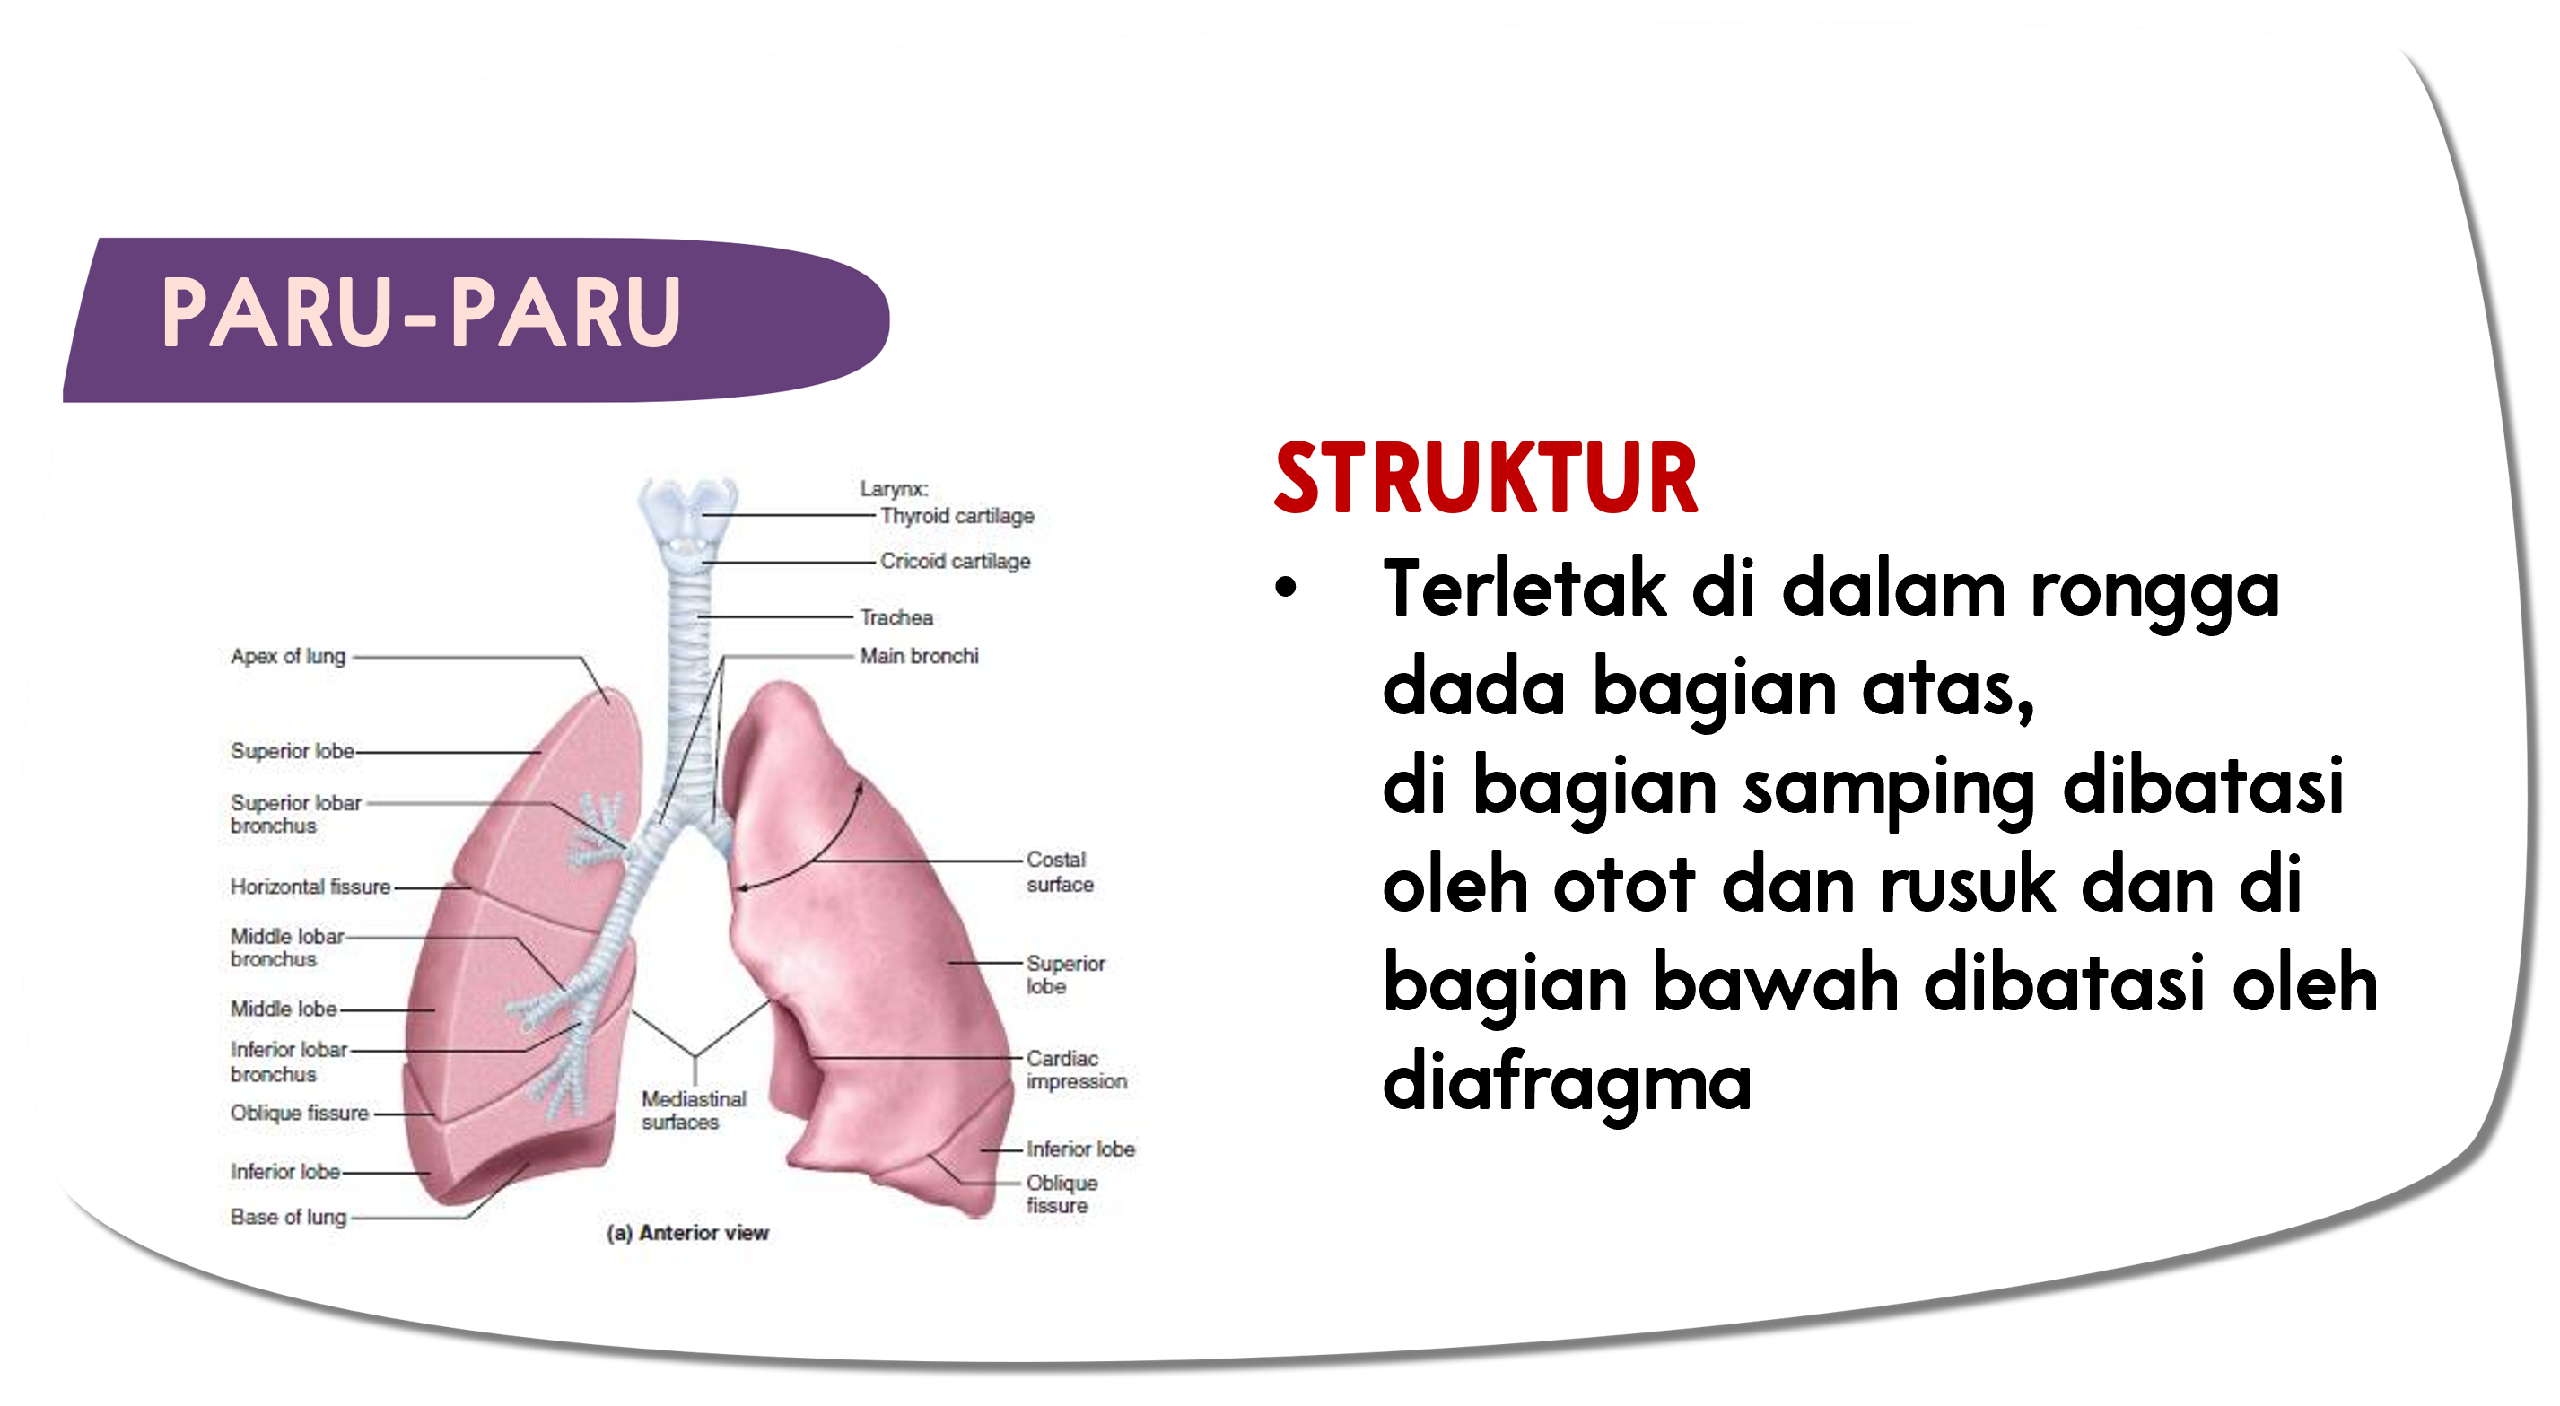 PARU-PARU
Larynx:
Thyroid cartilage
Cricoid cartilage
Trachea
Main bronchi
Apex of lung
Superior lobe
Superior lobar
bronchus
Horizontal fissure
Middle lobar
bronchus
Middle lobe
Inferior lobar
bronchus
Oblique fissure
Inferior lobe
Base of lung
Mediastinal
surfaces
Costal
surface
Superior
lobe
Cardiac
impression
Inferior lobe
Oblique
fissure
(a) Anterior view
STRUKTUR
• Terletak di dalam rongga
dada bagian atas,
di bagian samping dibatasi
oleh otot dan rusuk dan di
bagian bawah dibatasi oleh
diafragma